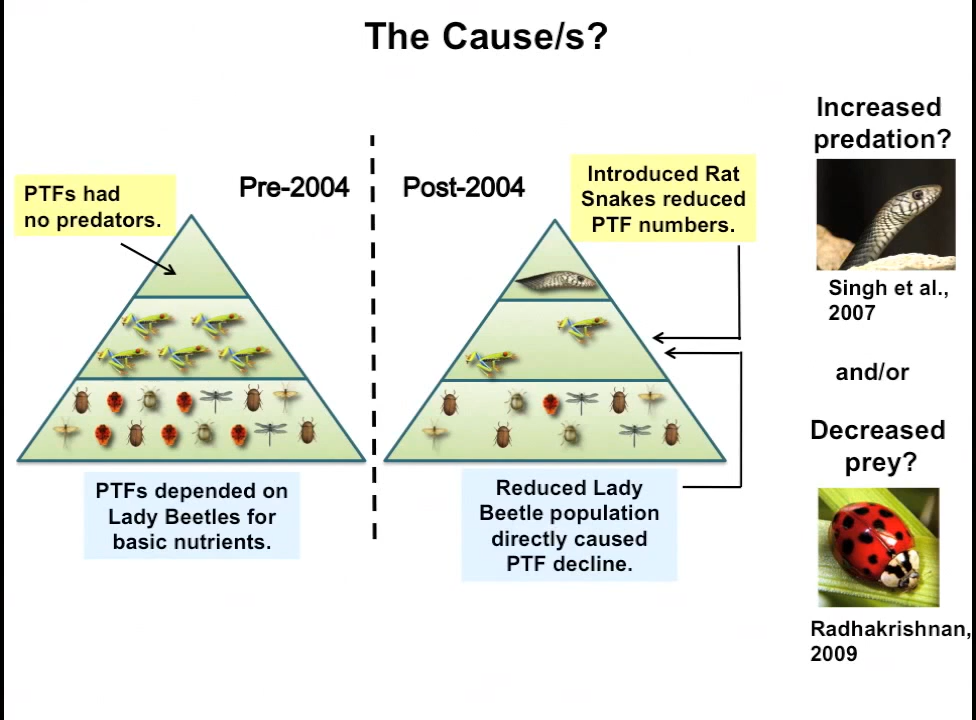 The Cause/s?
PTFs had
no predators.
Pre-2004
PTFs depended on
Lady Beetles for
basic nutrients.
Post-2004
Introduced Rat
Snakes reduced
PTF numbers.
Reduced Lady
Beetle population
directly caused
PTF decline.
Increased
predation?
Singh et al.,
2007
and/or
Decreased
prey?
Radhakrishnan,
2009